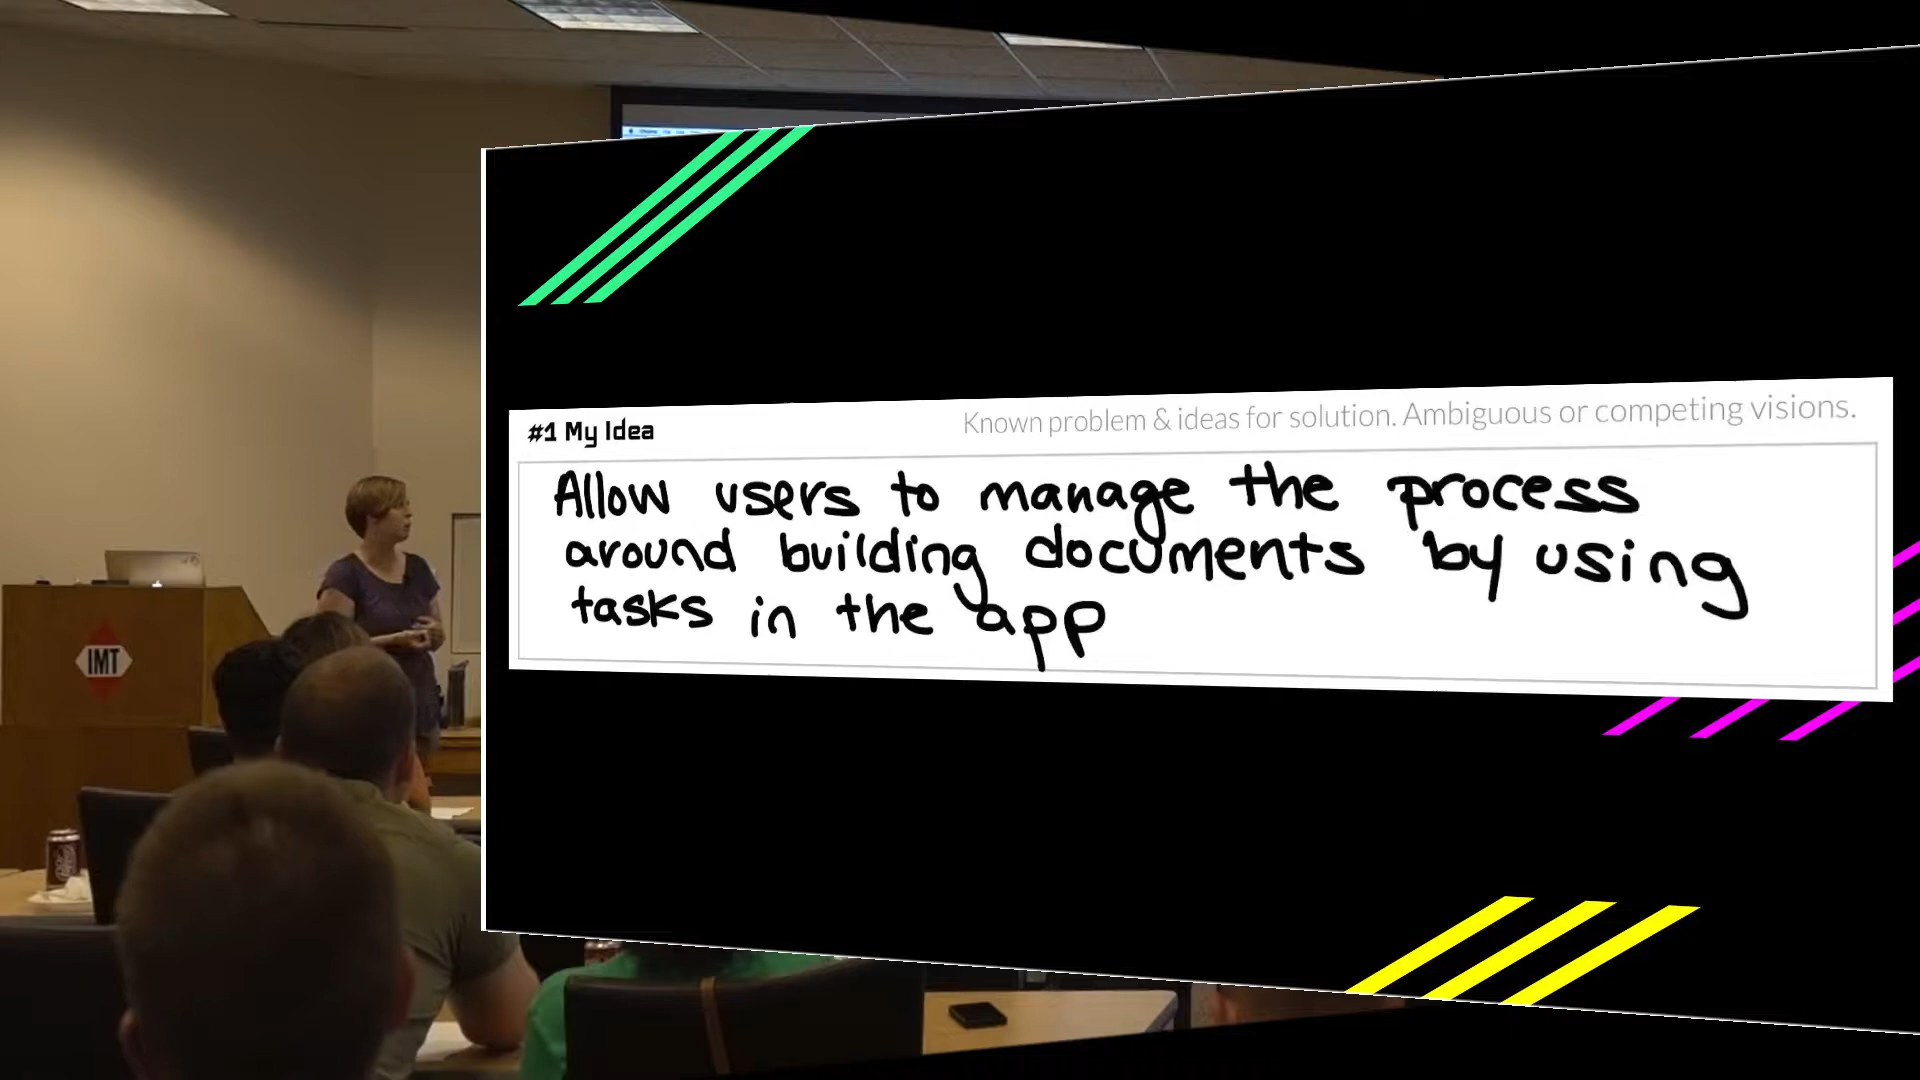 #1 My Idea
Known problem & ideas for solution. Ambiguous or competing visions.
Allow users to manage the process
around building documents by using
tasks in the app
IMT